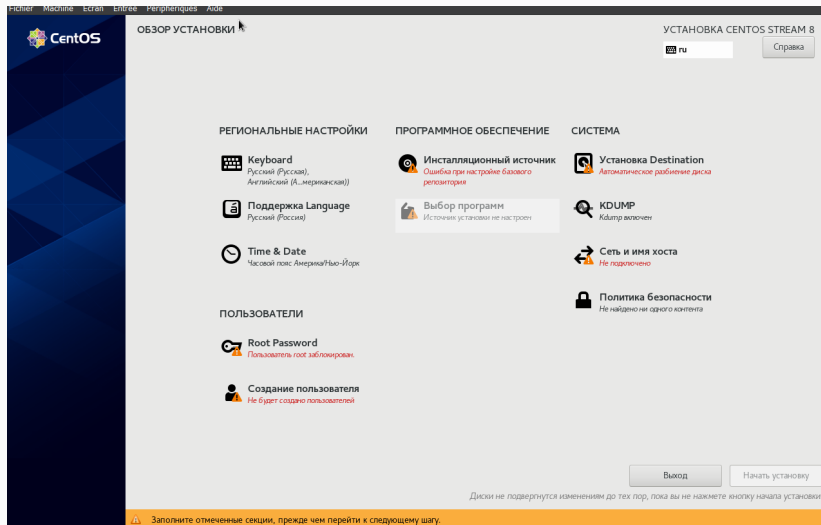 Fichier Machine Écran Entrée Périphériques Aide
CentOS
ОБЗОР УСТАНОВКИ
УСТАНОВКА CENTOS STREAM 8
ru
Справка
РЕГИОНАЛЬНЫЕ НАСТРОЙКИ
Keyboard
Русский (Русская),
Английский (А...мериканская))
Поддержка Language
Русский (Россия)
Time & Date
Часовой пояс Америка/Нью-Йорк
ПОЛЬЗОВАТЕЛИ
Root Password
Пользователь root заблокирован.
Создание пользователя
Не будет создано пользователей
ПРОГРАММНОЕ ОБЕСПЕЧЕНИЕ
Инсталляционный источник
Ошибка при настройке базового
репозитория
Выбор программ
Источник установки не настроен
СИСТЕМА
Установка Destination
Автоматическое разбиение диска
KDUMP
Kdump включен
Сеть и имя хоста
Не подключено
Политика безопасности
Не найдено ни одного контента
Выход
Начать установку
Диски не подвергнутся изменениям до тех пор, пока вы не нажмете кнопку начала установки
Заполните отмеченные секции, прежде чем перейти к следующему шагу.